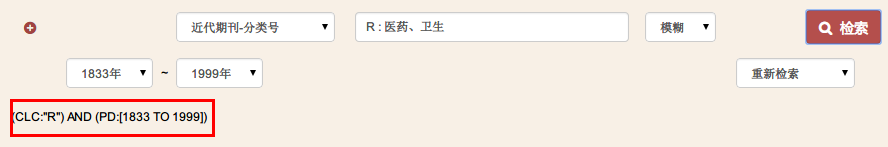 近代期刊-分类号 R : 医药、卫生 模糊 检索
1833年 ~ 1999年 重新检索
(CLC:"R") AND (PD:[1833 TO 1999])